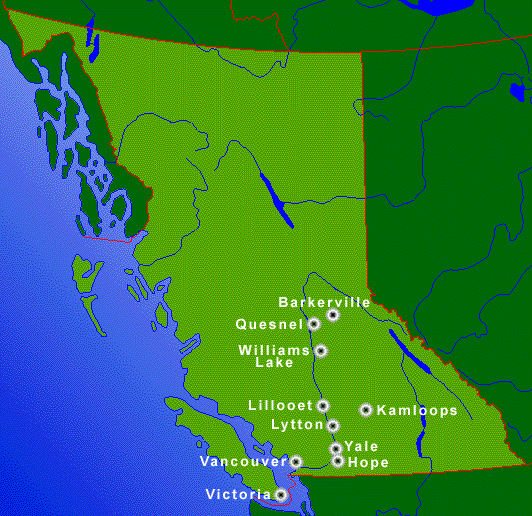 Barkerville
Quesnel
Williams
Lake
Lillooet
Kamloops
Lytton
Yale
Vancouver
Hope
Victoria